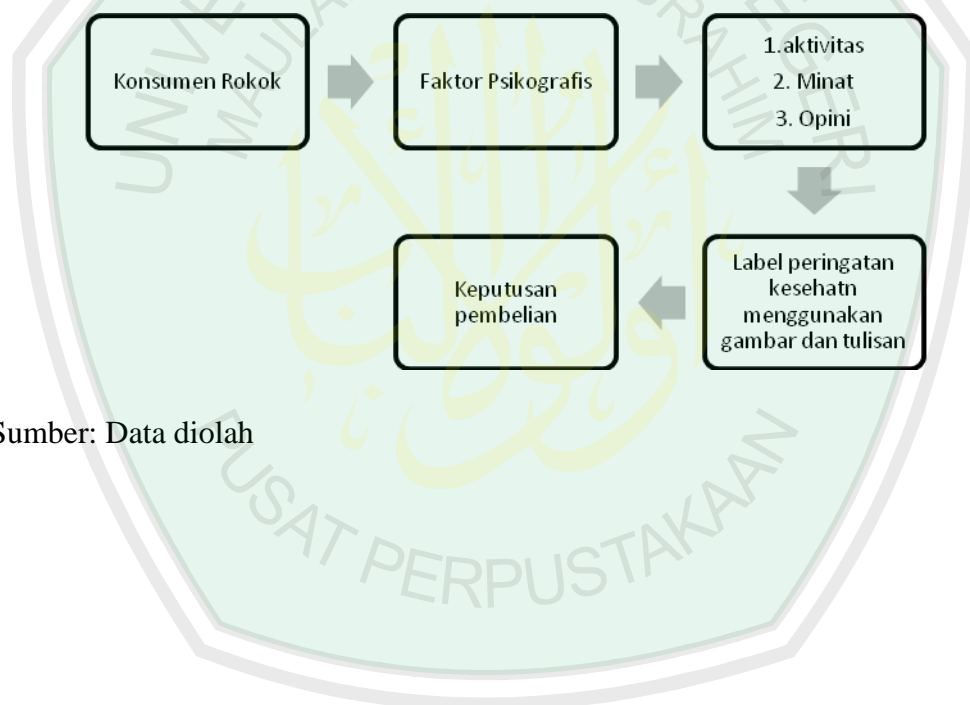 Konsumen Rokok
Faktor Psikografis
1.aktivitas
2. Minat
3. Opini
Label peringatan
kesehatn
menggunakan
gambar dan tulisan
Keputusan
pembelian
Sumber: Data diolah
PUSAT PERPUSTAKAAN